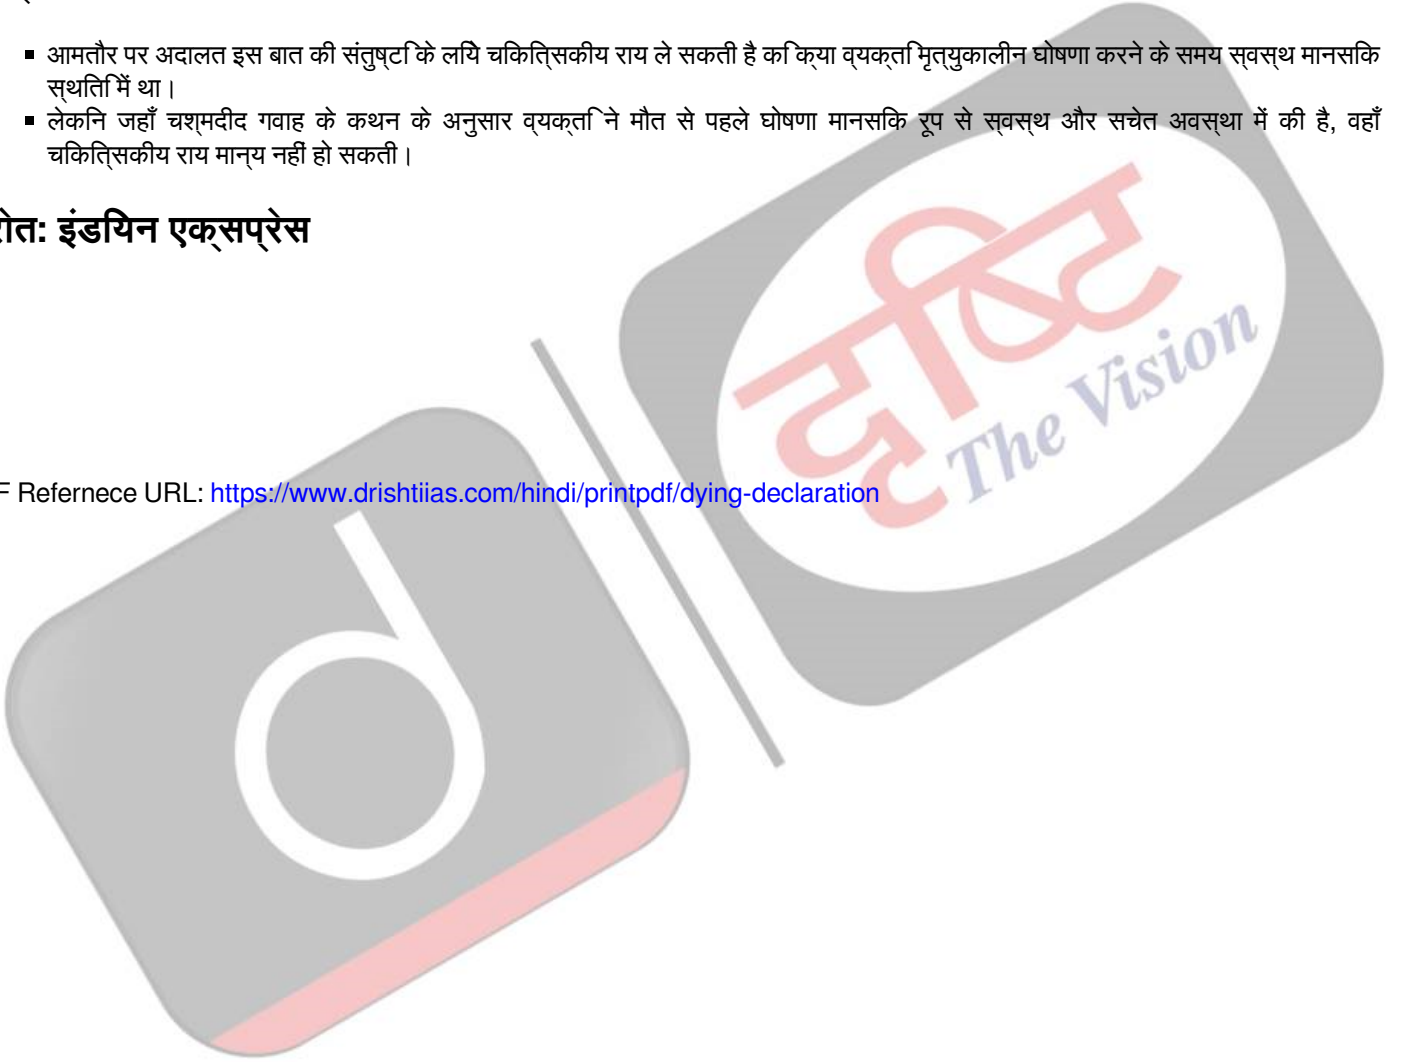 ▪ आमतौर पर अदालत इस बात की संतुष्टि के लिये चिकित्सकीय राय ले सकती है कि क्या व्यक्ति मृत्युकालीन घोषणा करने के समय स्वस्थ मानसिक
स्थिति में था।
▪ लेकिन जहाँ चश्मदीद गवाह के कथन के अनुसार व्यक्ति ने मौत से पहले घोषणा मानसिक रूप से स्वस्थ और सचेत अवस्था में की है, वहाँ
चिकित्सकीय राय मान्य नहीं हो सकती।
रोत: इंडियन एक्सप्रेस
दृष्टि
The Vision
F Refernece URL: https://www.drishtiias.com/hindi/printpdf/dying-declaration
d